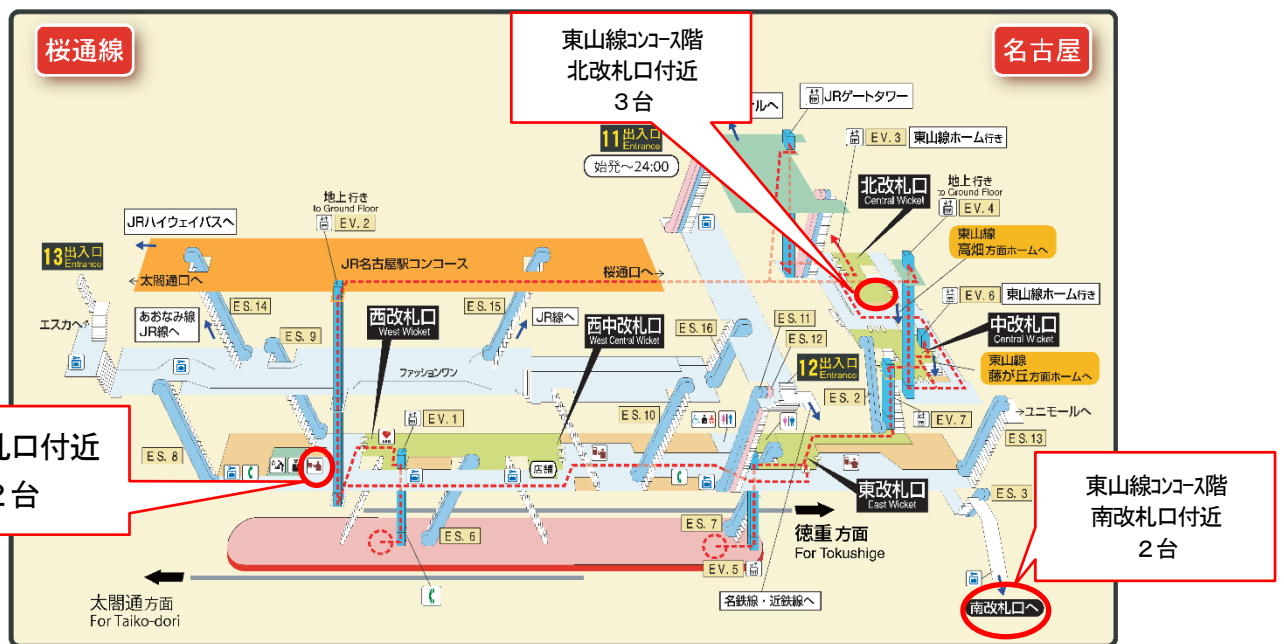 桜通線
名古屋
東山線コンコース階
北改札口付近
3台
ルへ
JRゲートタワー
11出入口
Entrance
始発～24:00
EV.3
東山線ホーム行き
北改札口
Central Wicket
地上行き
to Ground Floor
EV.4
東山線
高畑方面ホームへ
地上行き
to Ground Floor
EV.2
JRハイウェイバスへ
13出入口
Entrance
JR名古屋駅コンコース
←太閤通口へ
桜通口へ→
EV.6
東山線ホーム行き
中改札口
Central Wicket
エスカへ
あおなみ線
JR線へ
ES.14
ES.9
西改札口
West Wicket
ES.15
JR線へ
西中改札口
West Central Wicket
ES.16
ES.11
ES.12
12出入口
Entrance
東山線
藤が丘方面ホームへ
ファッションワン
ES.2
ES.10
EV.1
EV.7
→ユニモールへ
ES.13
札口付近
2台
ES.8
店舗
東改札口
East Wicket
ES.3
東山線コンコース階
南改札口付近
2台
ES.6
ES.7
徳重方面
For Tokushige
EV.5
太閤通方面
For Taiko-dori
名鉄線・近鉄線へ
南改札口へ